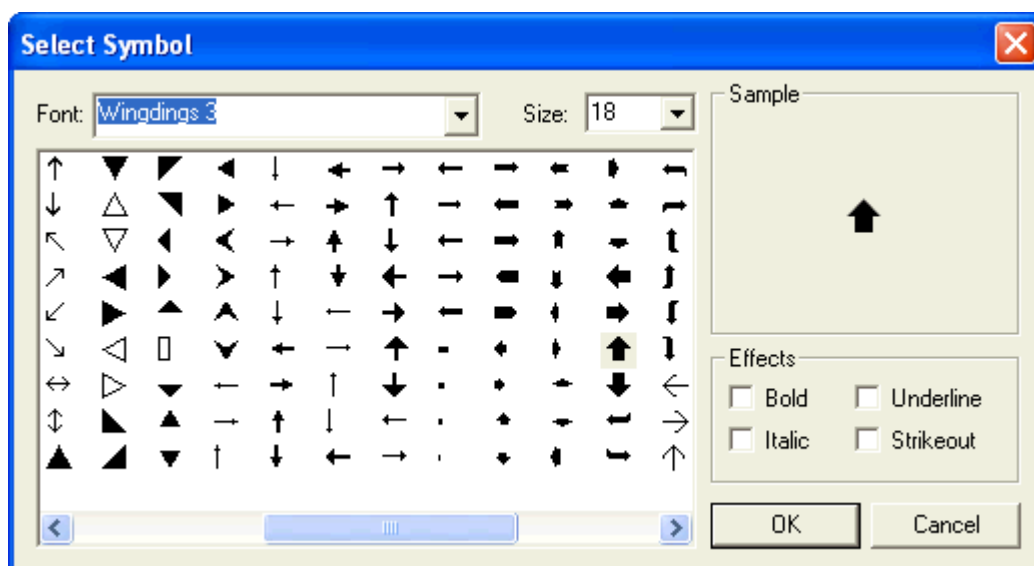 Select Symbol
Font: Wingdings 3 Size: 18
Sample
Effects
Bold Underline
Italic Strikeout
OK Cancel